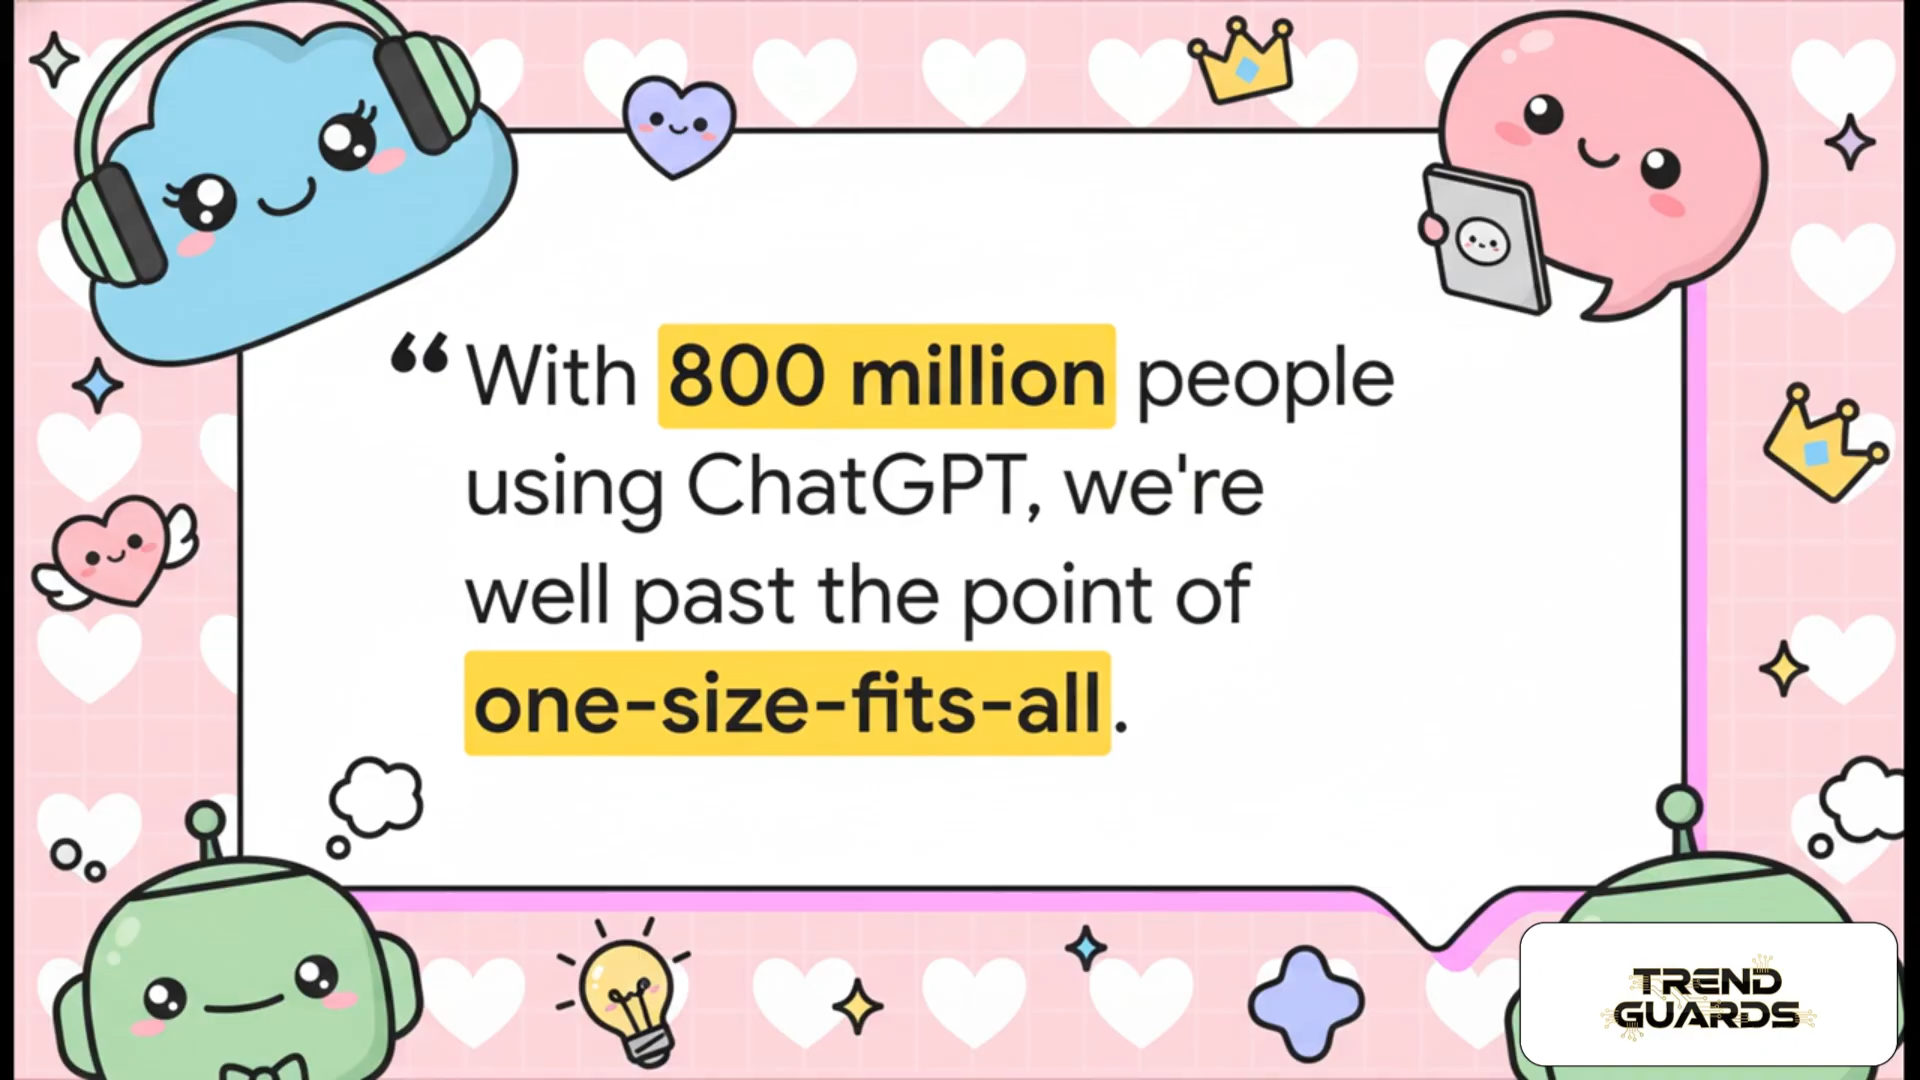 “With 800 million people
using ChatGPT, we're
well past the point of
one-size-fits-all.
TREND
GUARDS